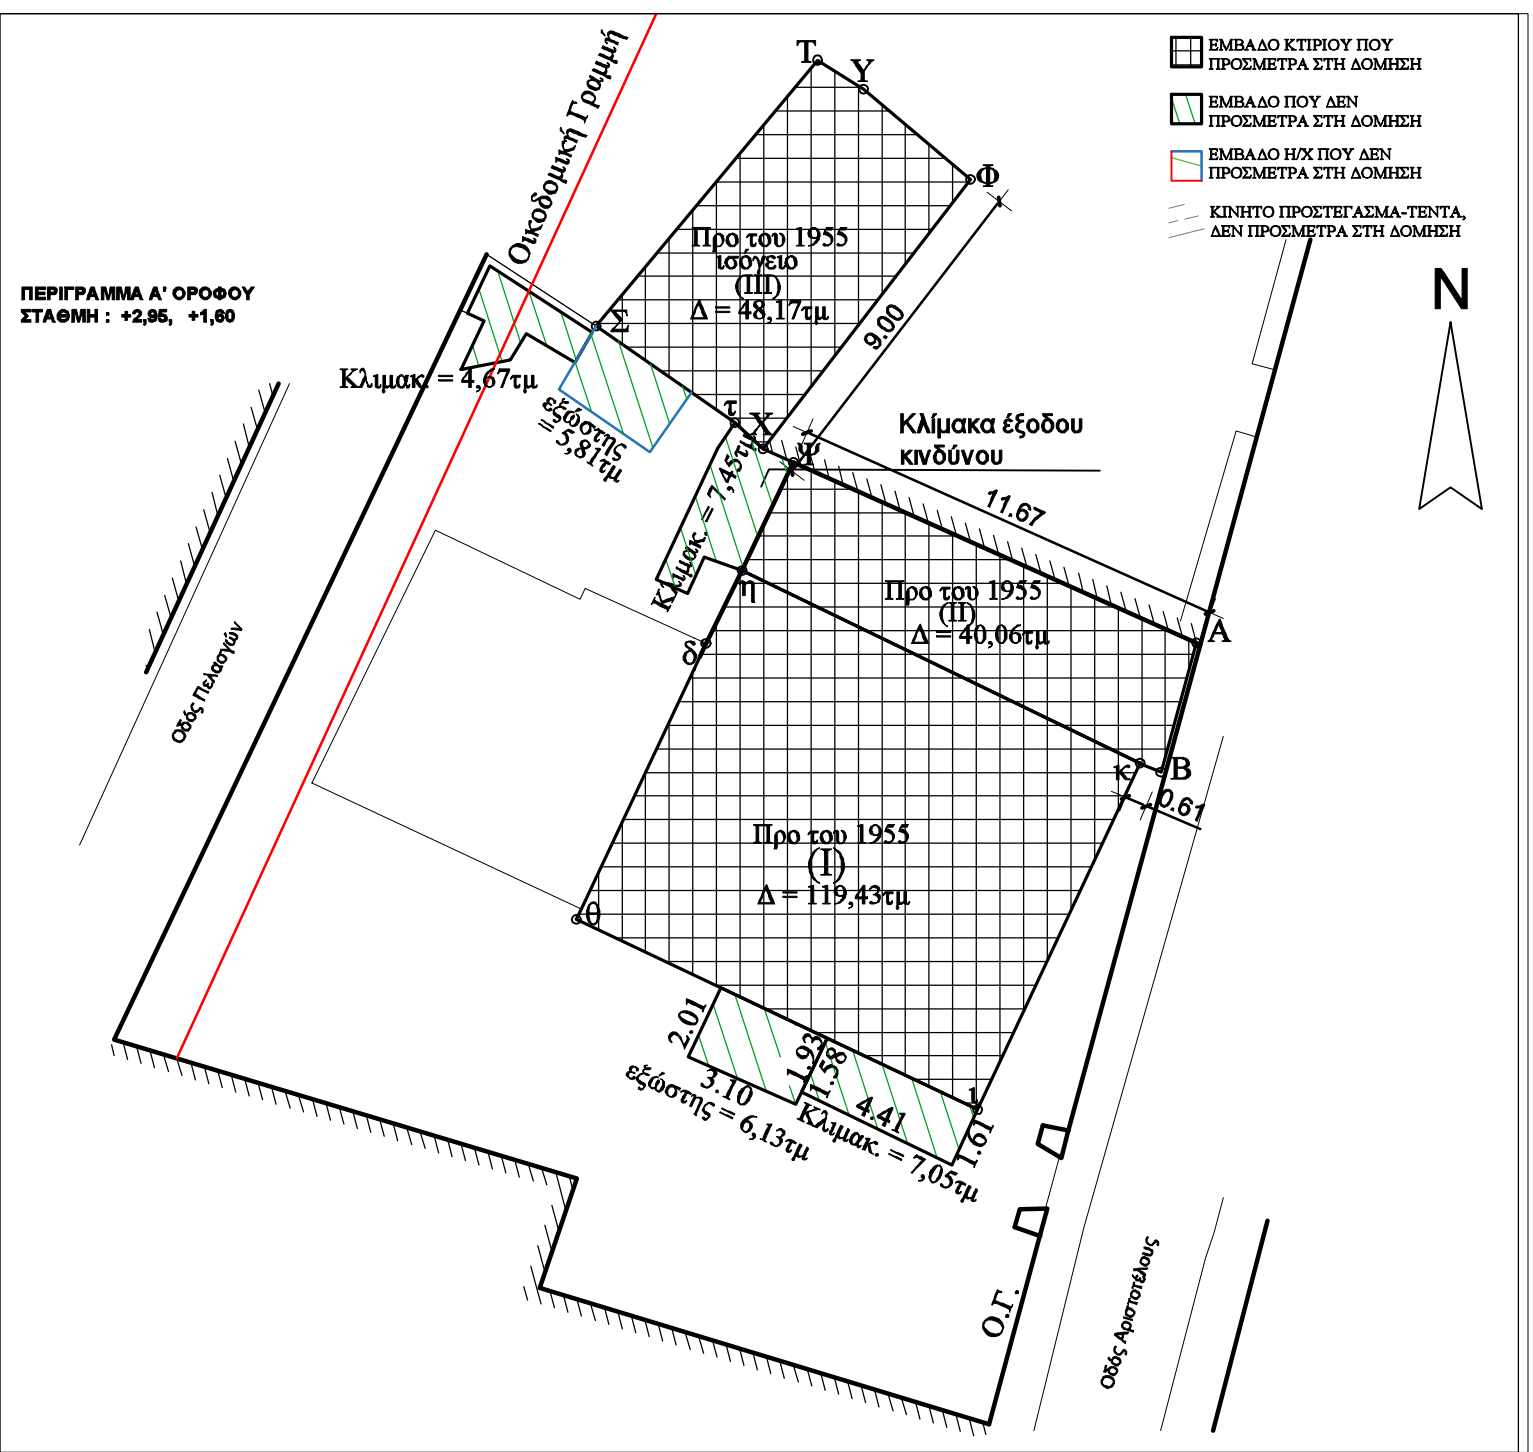 ΕΜΒΑΔΟ ΚΤΙΡΙΟΥ ΠΟΥ
ΠΡΟΣΜΕΤΡΑ ΣΤΗ ΔΟΜΗΣΗ
ΕΜΒΑΔΟ ΠΟΥ ΔΕΝ
ΠΡΟΣΜΕΤΡΑ ΣΤΗ ΔΟΜΗΣΗ
ΕΜΒΑΔΟ Η/Χ ΠΟΥ ΔΕΝ
ΠΡΟΣΜΕΤΡΑ ΣΤΗ ΔΟΜΗΣΗ
ΚΙΝΗΤΟ ΠΡΟΣΤΕΓΑΣΜΑ-ΤΕΝΤΑ,
ΔΕΝ ΠΡΟΣΜΕΤΡΑ ΣΤΗ ΔΟΜΗΣΗ
N
ΠΕΡΙΓΡΑΜΜΑ Α' ΟΡΟΦΟΥ
ΣΤΑΘΜΗ : +2,95, +1,60
Οικοδομική Γραμμή
Τ
Υ
Φ
Προ του 1955
ισόγειο
(ΙΙΙ)
Δ = 48,17τμ
9.00
Σ
Κλιμακ. = 4,67τμ
εξώστης
= 5,81τμ
τ
Χ
Ψ
Κλιμακ. = 7,45τμ
Κλίμακα έξοδου
κινδύνου
11.67
Προ του 1955
(ΙΙ)
Δ = 40,06τμ
Α
η
δ
κ
Β
0.61
Οδός Πελασγών
Προ του 1955
(Ι)
Δ = 119,43τμ
θ
2.01
3.10
1.93
1.58
4.41
ι
1.61
εξώστης = 6,13τμ
Κλιμακ. = 7,05τμ
Ο.Γ.
Οδός Αριστοτέλους